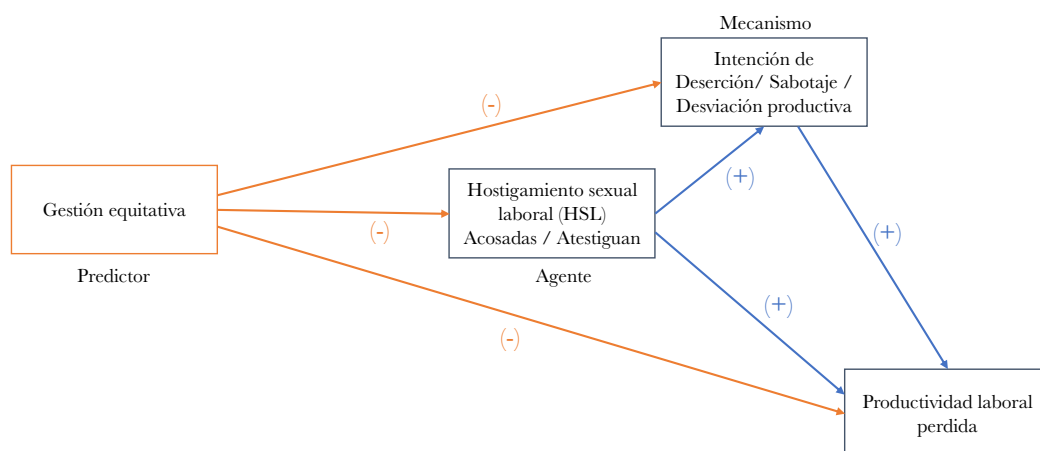 Mecanismo
Intención de
Deserción/ Sabotaje /
Desviación productiva
(-)
Gestión equitativa
Predictor
(-)
Hostigamiento sexual
laboral (HSL)
Acosadas / Atestiguan
Agente
(+)
(+)
(+)
(-)
Productividad laboral
perdida